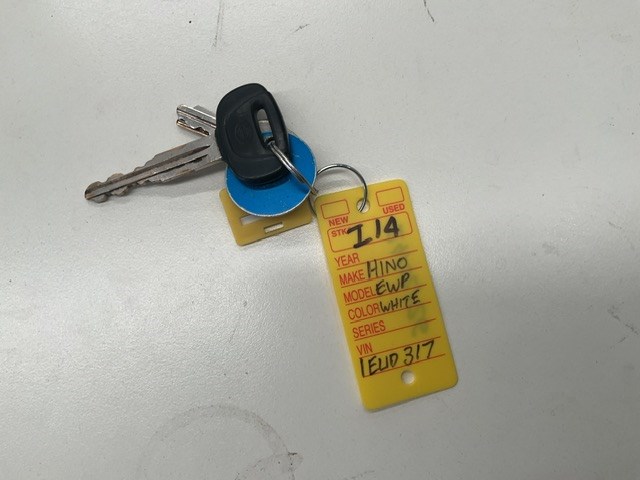 NEW USED
STK I14
YEAR
MAKE HINO
MODEL EWP
COLOR WHITE
SERIES
VIN
1EUD 317